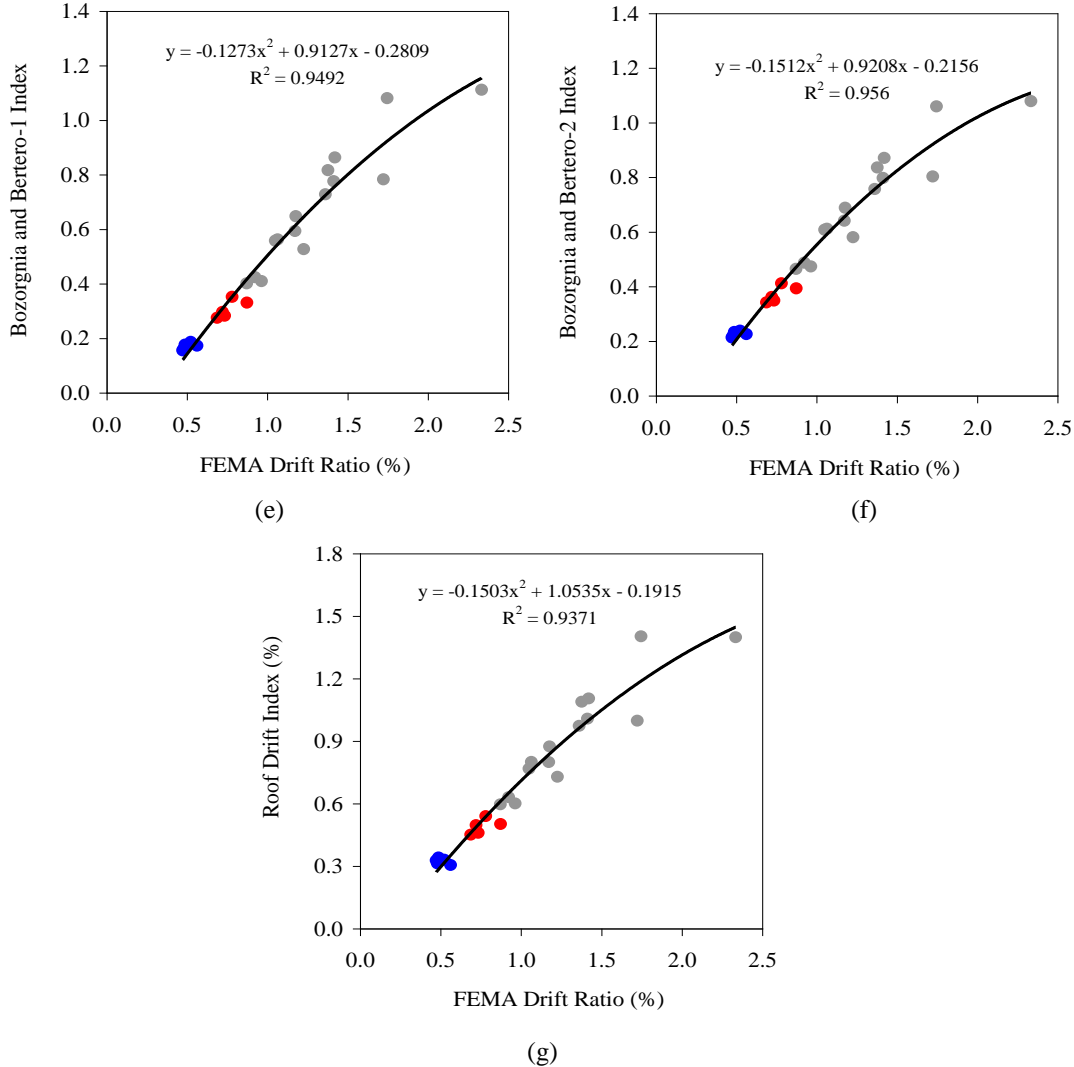 1.4
1.2
1.0
0.8
0.6
0.4
0.2
0.0
Bozorgnia and Bertero-1 Index
y = -0.1273x² + 0.9127x - 0.2809
R² = 0.9492
0.0 0.5 1.0 1.5 2.0 2.5
FEMA Drift Ratio (%)
(e)
1.4
1.2
1.0
0.8
0.6
0.4
0.2
0.0
Bozorgnia and Bertero-2 Index
y = -0.1512x² + 0.9208x - 0.2156
R² = 0.956
0.0 0.5 1.0 1.5 2.0 2.5
FEMA Drift Ratio (%)
(f)
1.8
1.5
1.2
0.9
0.6
0.3
0.0
Roof Drift Index (%)
y = -0.1503x² + 1.0535x - 0.1915
R² = 0.9371
0.0 0.5 1.0 1.5 2.0 2.5
FEMA Drift Ratio (%)
(g)